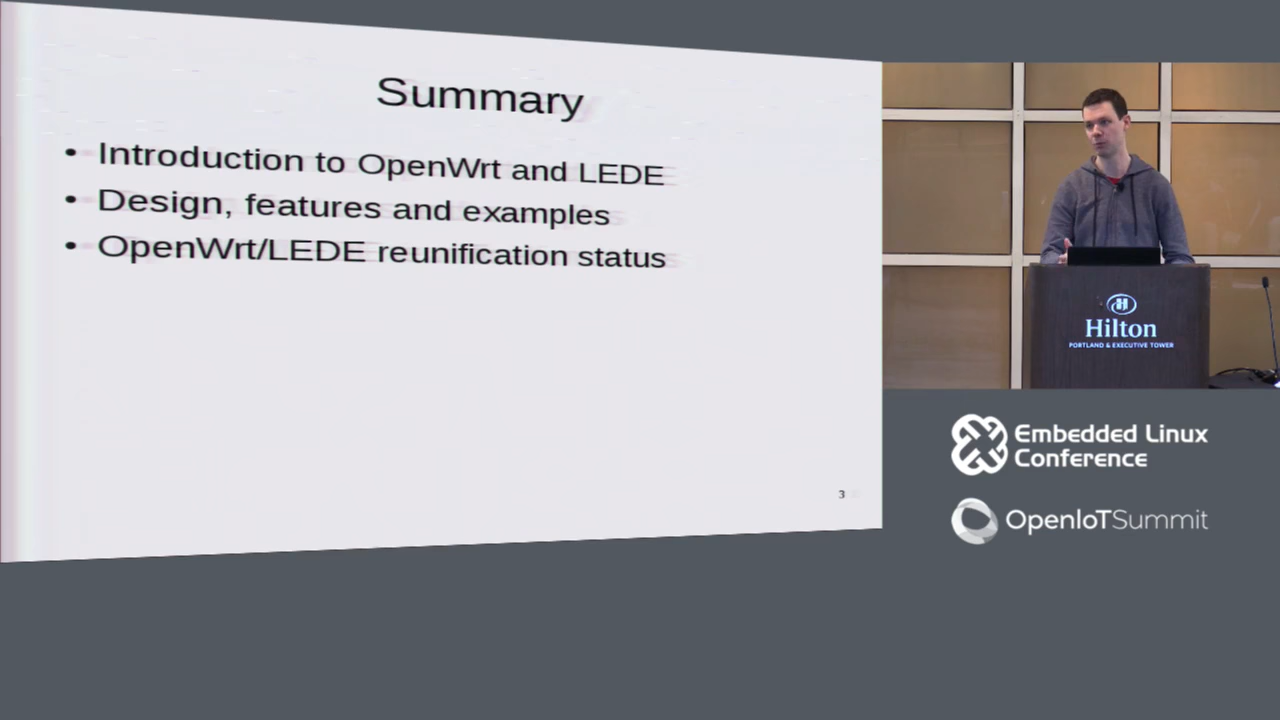 Summary
• Introduction to OpenWrt and LEDE
• Design, features and examples
• OpenWrt/LEDE reunification status
3
Hilton
PORTLAND & EXECUTIVE TOWER
Embedded Linux
Conference
OpenIoTSummit